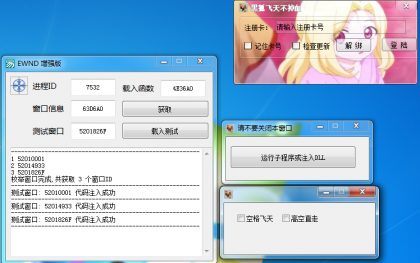 黑狐飞天不掉血
注册卡: 请输入注册卡号
记住卡号 检查更新 解 绑 登 陆
EWND 增强版
进程ID 7532 载入函数 4E36A0
窗口信息 63D6A0 获取
测试窗口 5201826F 载入测试
1 52010001
2 52014933
3 5201826F
枚举窗口完成,共获取 3 个窗口ID
测试窗口: 52010001 代码注入成功
测试窗口: 52014933 代码注入成功
测试窗口: 5201826F 代码注入成功
请不要关闭本窗口
运行子程序或注入DLL
空格飞天 高空直走